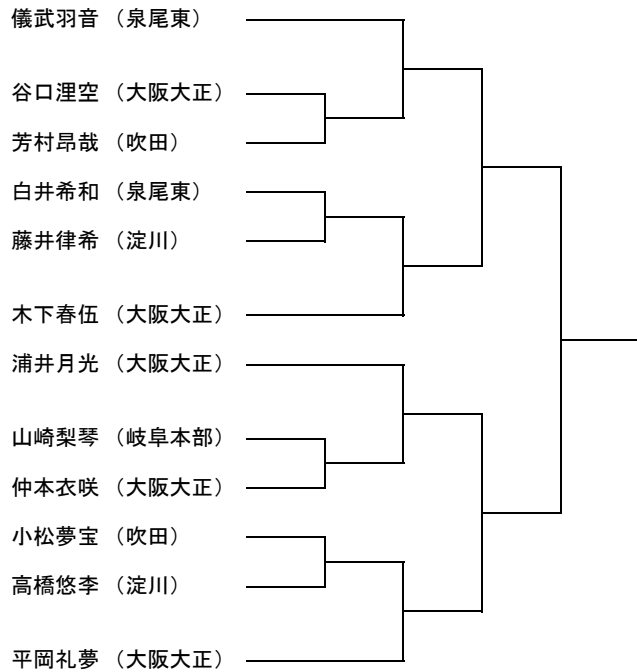 儀武羽音（泉尾東）
谷口浬空（大阪大正）
芳村昂哉（吹田）
白井希和（泉尾東）
藤井律希（淀川）
木下春伍（大阪大正）
浦井月光（大阪大正）
山崎梨琴（岐阜本部）
仲本衣咲（大阪大正）
小松夢宝（吹田）
高橋悠李（淀川）
平岡礼夢（大阪大正）